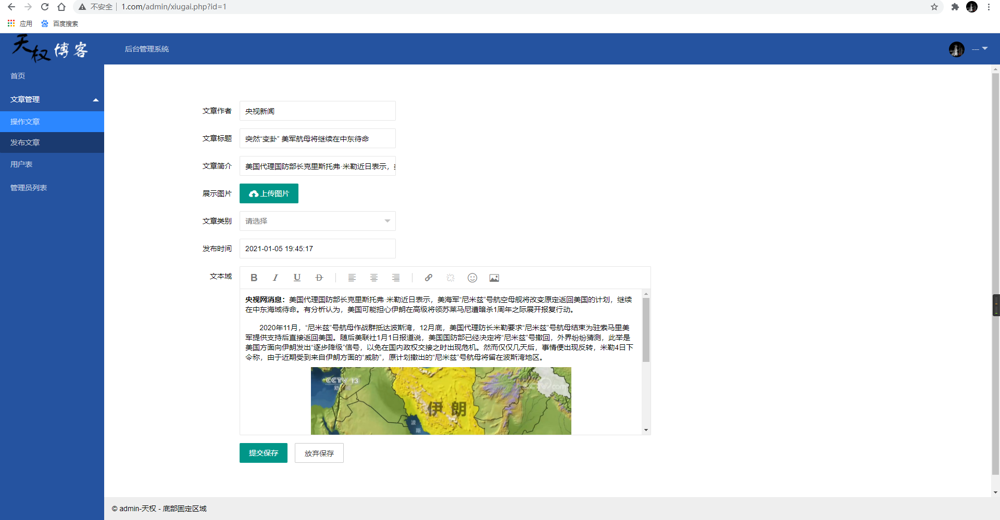 不安全 1.com/admin/xiugai.php?id=1
应用 百度搜索
天权博客
后台管理系统
首页
文章管理
操作文章
发布文章
用户表
管理员列表
文章作者 央视新闻
文章标题 突然“变卦” 美军航母将继续在中东待命
文章简介 美国代理国防部长克里斯托弗·米勒近日表示，
展示图片 上传图片
文章类别 请选择
发布时间 2021-01-05 19:45:17
文本域
央视网消息：美国代理国防部长克里斯托弗·米勒近日表示，美海军“尼米兹”号航空母舰将改变原定返回美国的计划，继续
在中东海域待命。有分析认为，美国可能担心伊朗在高级将领苏莱马尼遭暗杀1周年之际展开报复行动。
2020年11月，“尼米兹”号航母作战群抵达波斯湾，12月底，美国代理防长米勒要求“尼米兹”号航母结束为驻索马里美
军提供支持后直接返回美国。随后美联社1月1日报道说，美国国防部已经决定将“尼米兹”号撤回，外界纷纷猜测，此举是
美国方面向伊朗发出“逐步降级”信号，以免在国内政权交接之时出现危机。然而仅仅几天后，事情便出现反转，米勒4日下
令称，由于近期受到来自伊朗方面的“威胁”，原计划撤出的“尼米兹”号航母将留在波斯湾地区。
CCTV 13
新闻
CCTV.com
伊朗
波
斯
提交保存 放弃保存
© admin-天权 - 底部固定区域